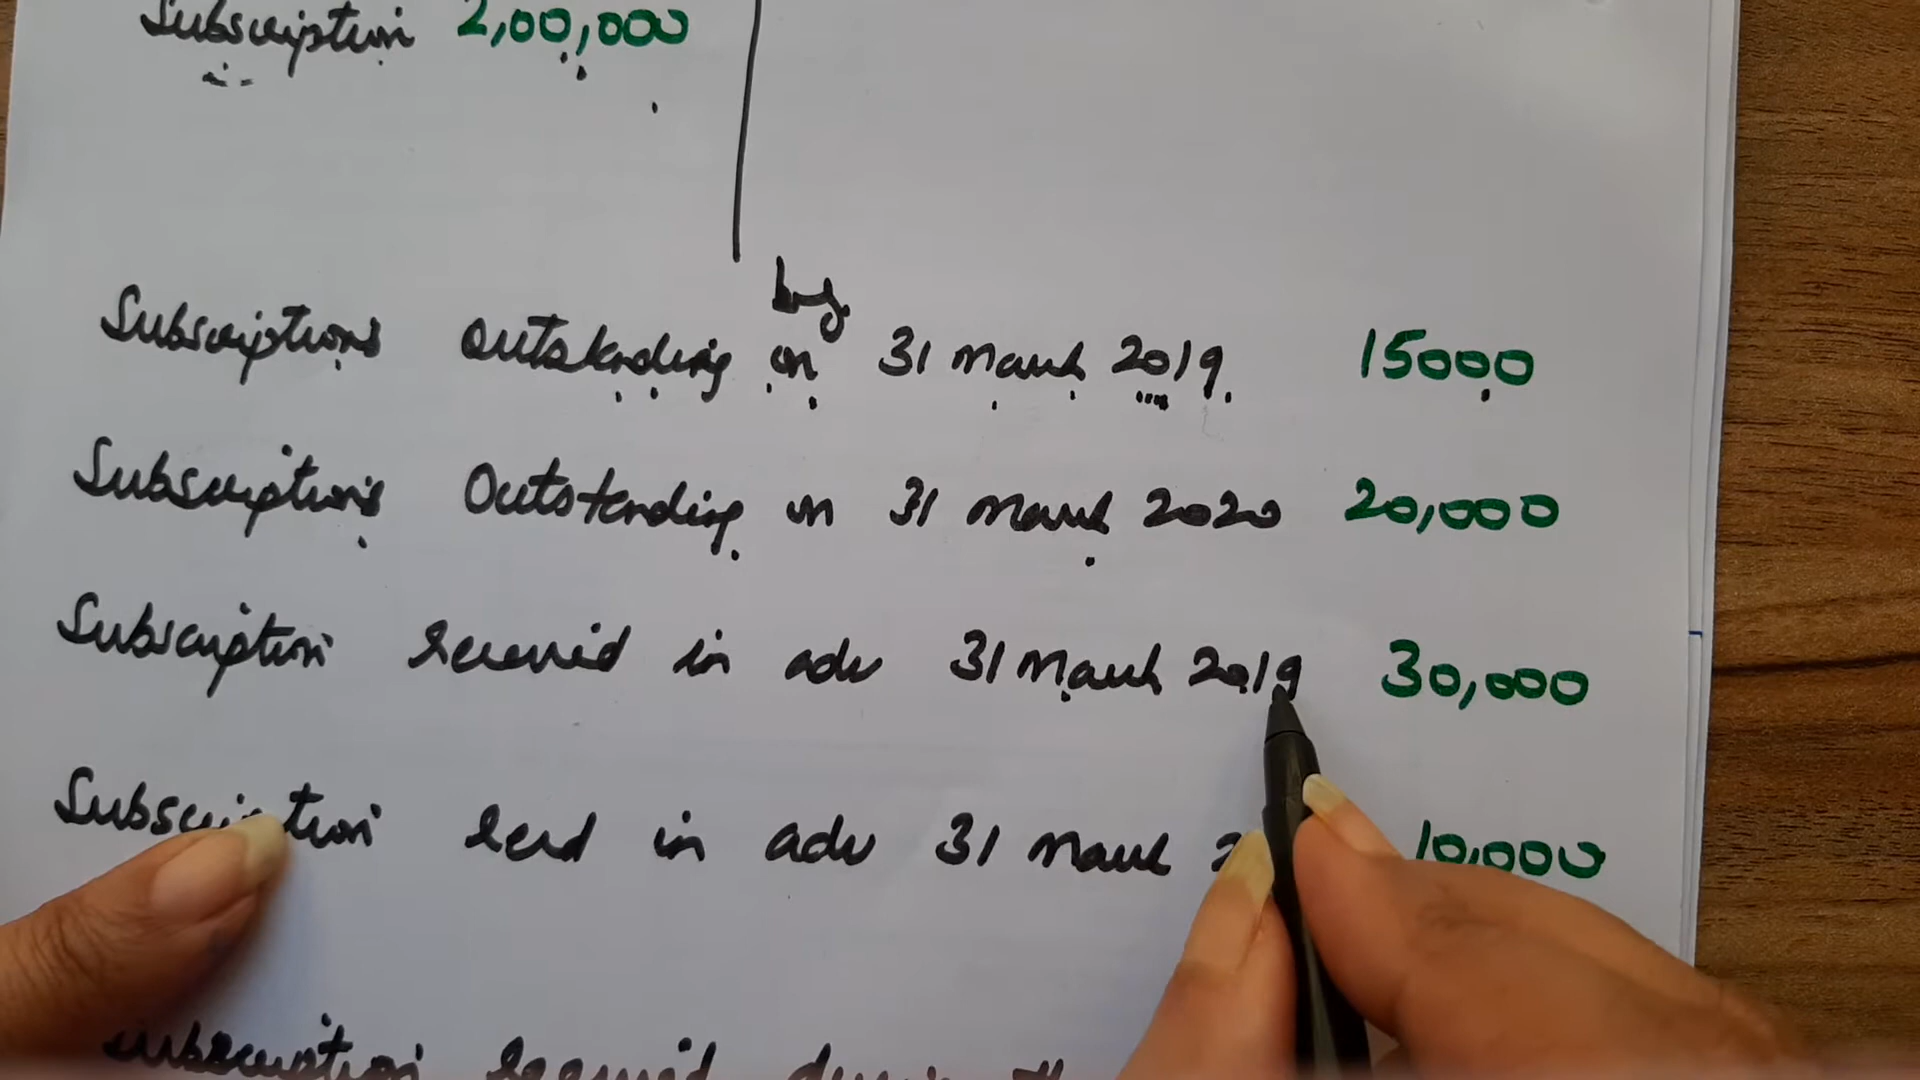 Subscription 2,00,000
beg.
Subscriptions Outstanding on 31 March 2019 15000
Subscriptions Outstanding on 31 March 2020 20,000
Subscription received in adv 31 March 2019 30,000
Subscription recd in adv 31 March 10,000